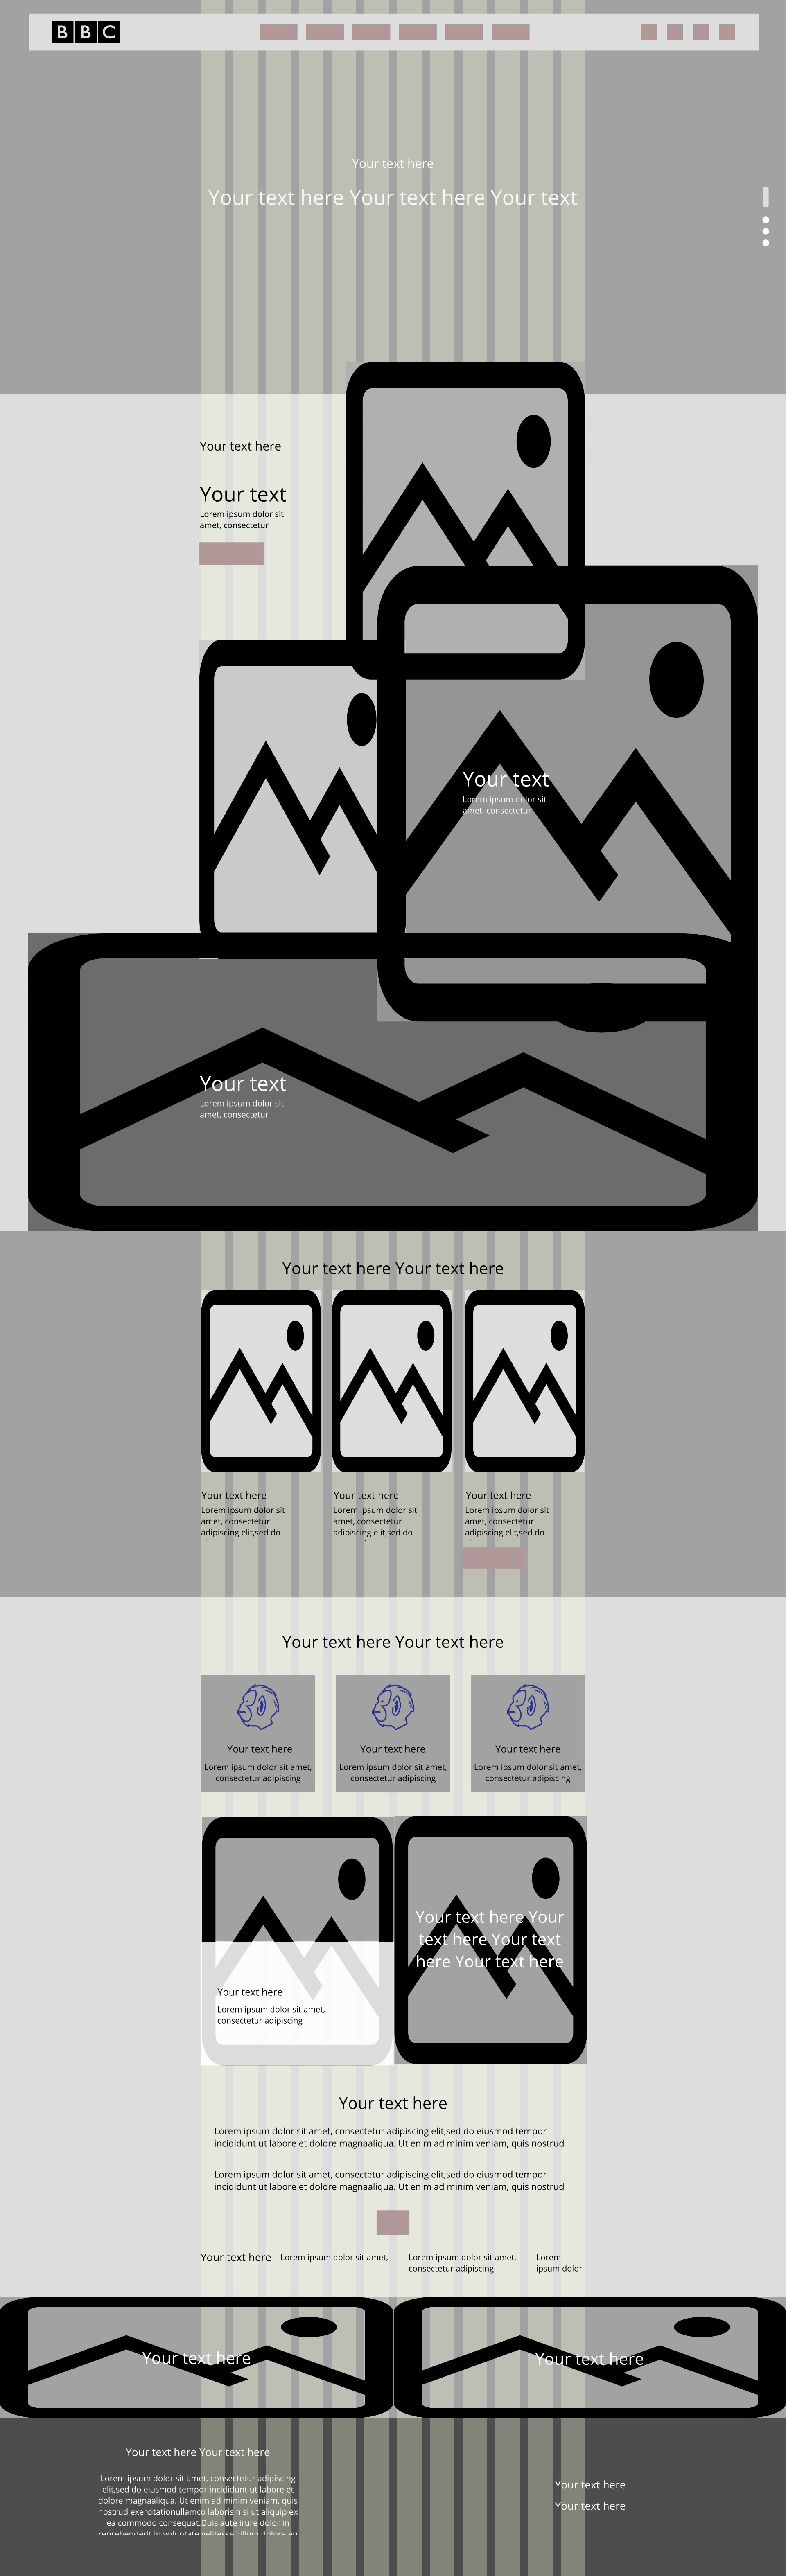 BBC
Your text here
Your text here Your text here Your text
Your text here
Your text
Lorem ipsum dolor sit
amet, consectetur
Your text
Lorem ipsum dolor sit
amet, consectetur
Your text
Lorem ipsum dolor sit
amet, consectetur
Your text here Your text here
Your text here
Lorem ipsum dolor sit
amet, consectetur
adipiscing elit,sed do
Your text here
Lorem ipsum dolor sit
amet, consectetur
adipiscing elit,sed do
Your text here
Lorem ipsum dolor sit
amet, consectetur
adipiscing elit,sed do
Your text here Your text here
Your text here
Lorem ipsum dolor sit amet,
consectetur adipiscing
Your text here
Lorem ipsum dolor sit amet,
consectetur adipiscing
Your text here
Lorem ipsum dolor sit amet,
consectetur adipiscing
Your text here
Lorem ipsum dolor sit amet,
consectetur adipiscing
Your text here Your
text here Your text
here Your text here
Your text here
Lorem ipsum dolor sit amet, consectetur adipiscing elit,sed do eiusmod tempor
incididunt ut labore et dolore magnaaliqua. Ut enim ad minim veniam, quis nostrud
Lorem ipsum dolor sit amet, consectetur adipiscing elit,sed do eiusmod tempor
incididunt ut labore et dolore magnaaliqua. Ut enim ad minim veniam, quis nostrud
Your text here
Lorem ipsum dolor sit amet,
Lorem ipsum dolor sit amet,
consectetur adipiscing
Lorem
ipsum dolor
Your text here
Your text here
Your text here Your text here
Lorem ipsum dolor sit amet, consectetur adipiscing
elit,sed do eiusmod tempor incididunt ut labore et
dolore magnaaliqua. Ut enim ad minim veniam, quis
nostrud exercitationullamco laboris nisi ut aliquip ex
ea commodo consequat.Duis aute irure dolor in
reprehenderit in voluptate velitesse cillum dolore eu
Your text here
Your text here